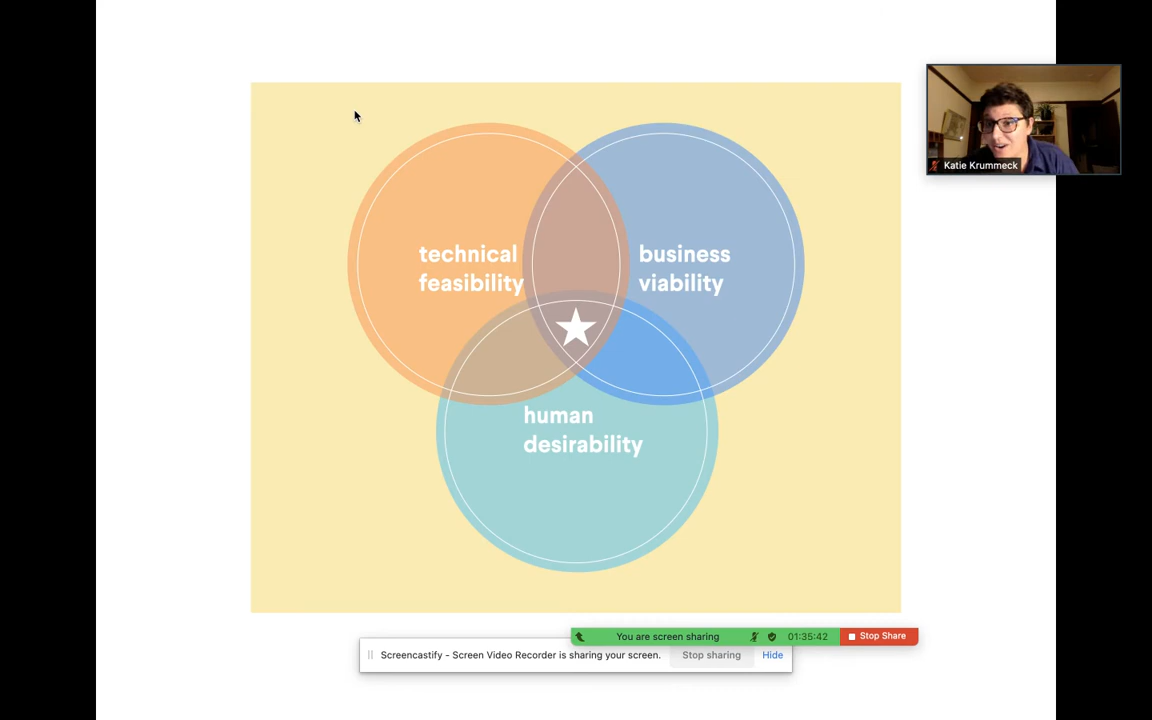 Katie Krummeck
technical
feasibility
business
viability
human
desirability
You are screen sharing
01:35:42
Stop Share
Screencastify - Screen Video Recorder is sharing your screen.
Stop sharing
Hide